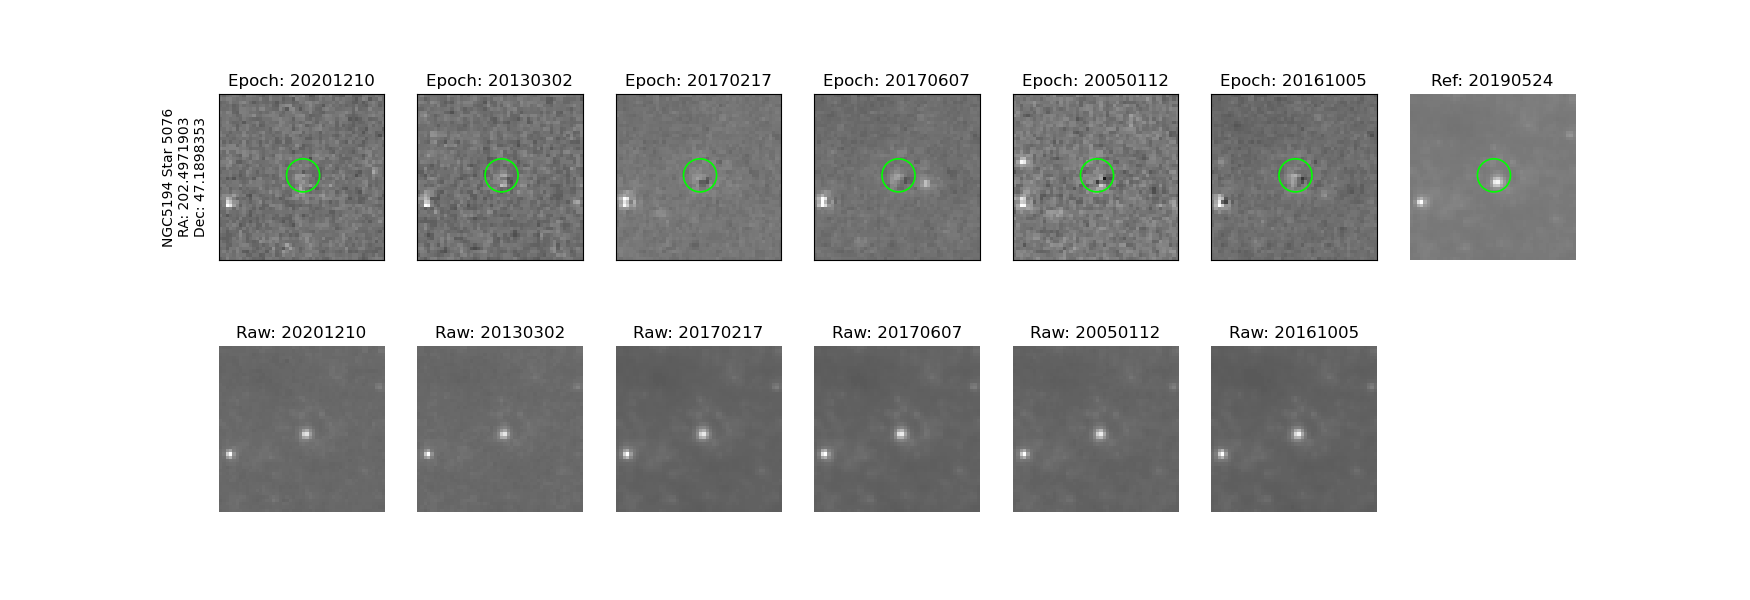 Epoch: 20201210
Epoch: 20130302
Epoch: 20170217
Epoch: 20170607
Epoch: 20050112
Epoch: 20161005
Ref: 20190524
NGC5194 Star 5076
RA: 202.4971903
Dec: 47.1898353
Raw: 20201210
Raw: 20130302
Raw: 20170217
Raw: 20170607
Raw: 20050112
Raw: 20161005